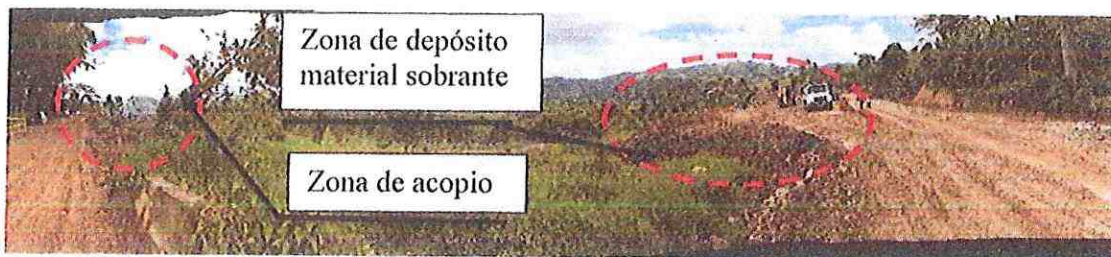 Zona de depósito
material sobrante
Zona de acopio